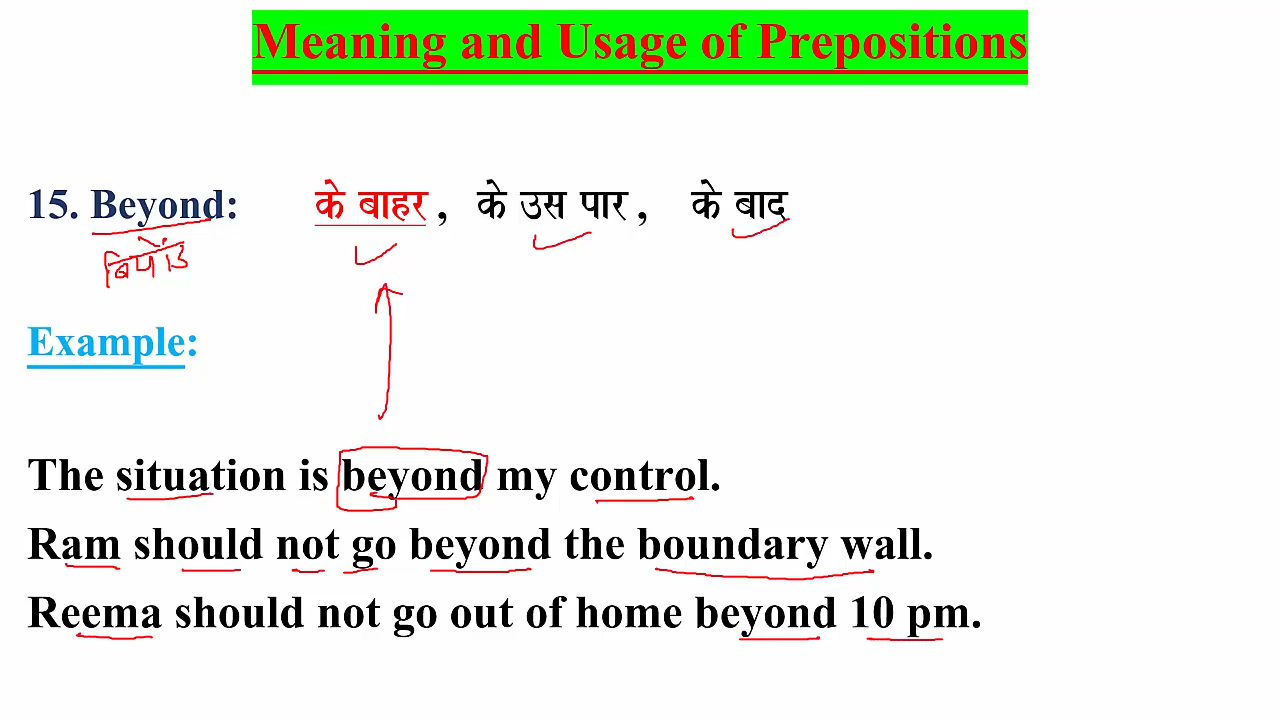 Meaning and Usage of Prepositions
15. Beyond: के बाहर , के उस पार , के बाद
Example:
The situation is beyond my control.
Ram should not go beyond the boundary wall.
Reema should not go out of home beyond 10 pm.